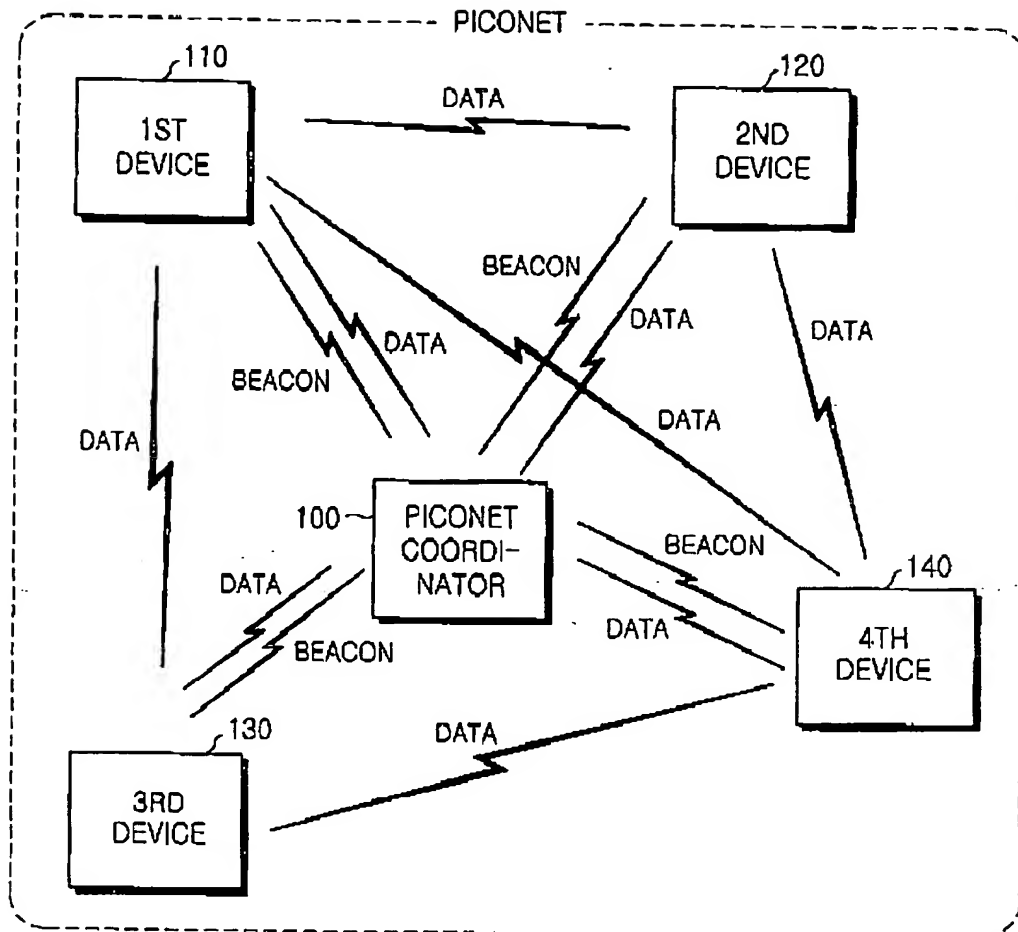 PICONET
110
120
1ST
DEVICE
DATA
2ND
DEVICE
BEACON
DATA
DATA
DATA
BEACON
DATA
DATA
100
PICONET
COORDI-
NATOR
BEACON
140
DATA
DATA
BEACON
4TH
DEVICE
130
DATA
3RD
DEVICE